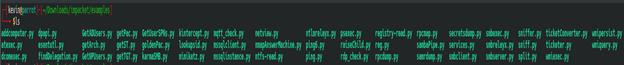 [kevin@parrot]-[~/Downloads/impacket/examples]
$ls
addcomputer.py dpapi.py GetADUsers.py getPac.py GetUserSPNs.py kintercept.py mqtt_check.py netview.py ntlmrelayx.py psexec.py registry-read.py rpcmap.py secretsdump.py smbexec.py sniffer.py ticketConverter.py wmipersist.py
atexec.py esentutl.py getArch.py getST.py goldenPac.py lookupsid.py mssqlclient.py nmapAnswerMachine.py ping6.py raiseChild.py reg.py sambaPipe.py services.py smbrelayx.py sniff.py ticketer.py wmiquery.py
dcomexec.py findDelegation.py GetNPUsers.py getTGT.py karmaSMB.py mimikatz.py mssqlinstance.py ntfs-read.py ping.py rdp_check.py rpcdump.py samrdump.py smbclient.py smbserver.py split.py wmiexec.py